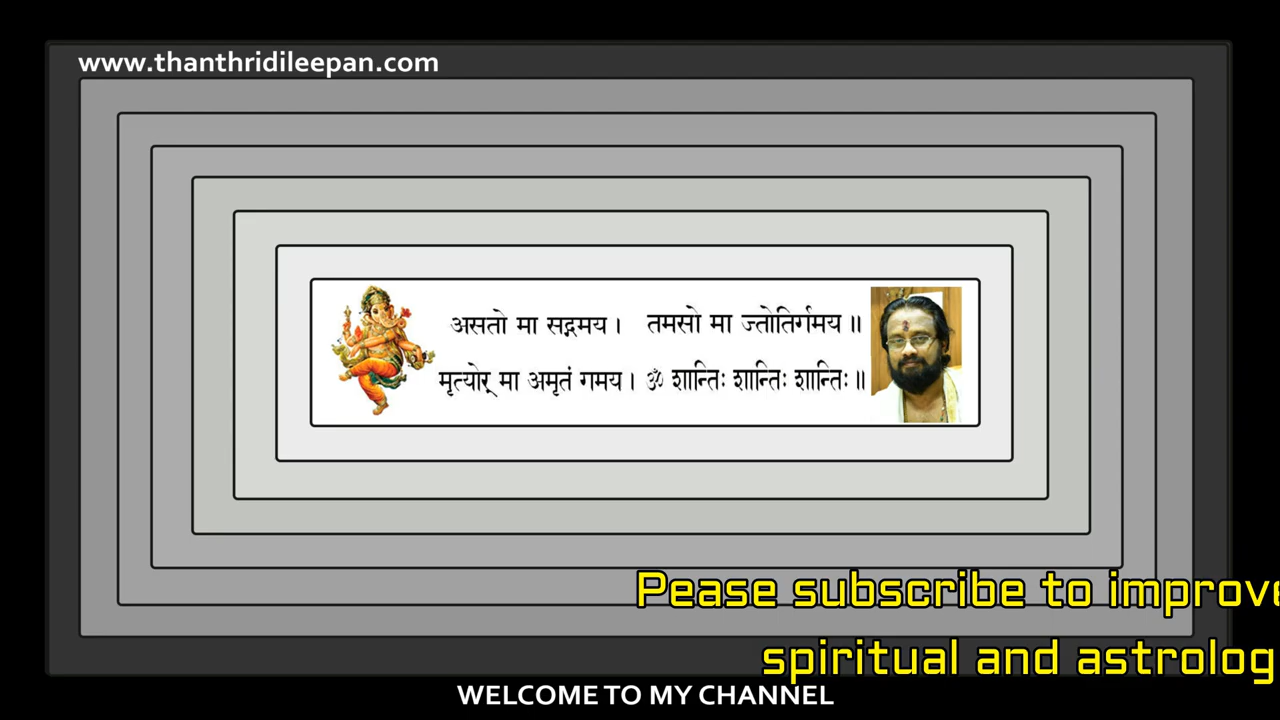 www.thanthridileepan.com
असतो मा सद्गमय। तमसो मा ज्तोतिर्गमय॥
मृत्योर् मा अमृतं गमय। ॐ शान्तिः शान्तिः शान्तिः॥
Pease subscribe to improve
spiritual and astrolog
WELCOME TO MY CHANNEL